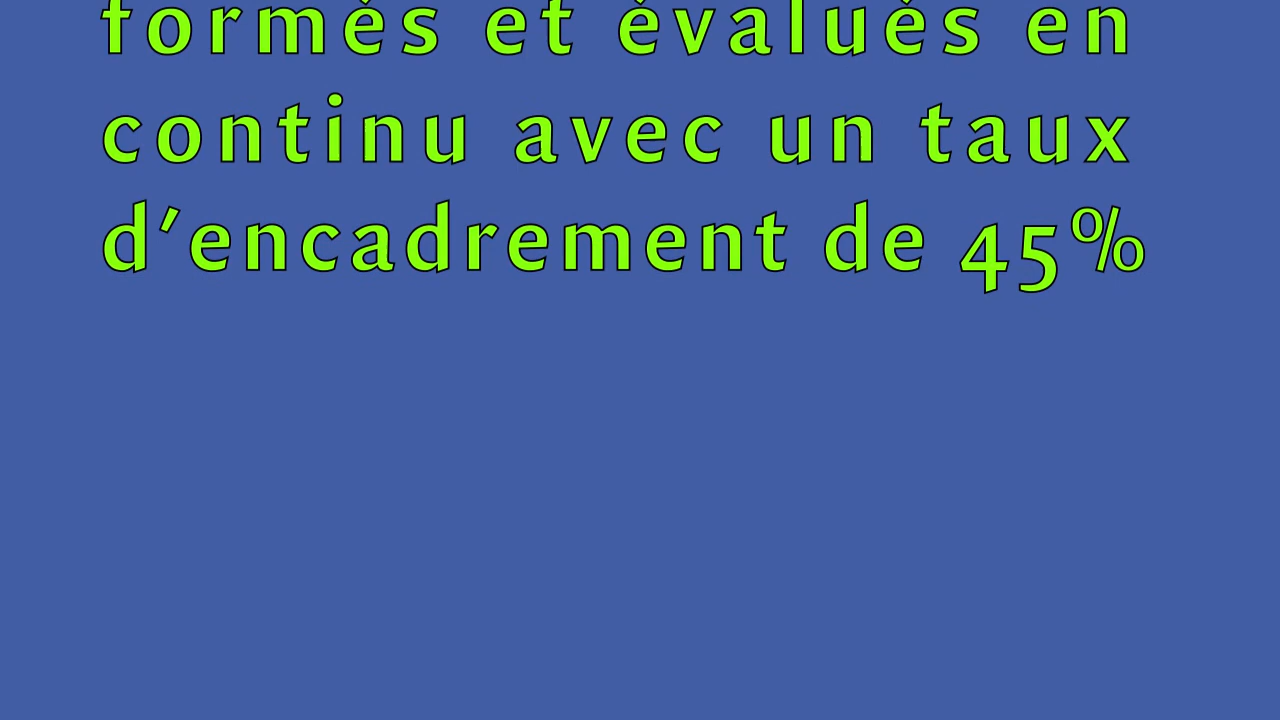 formés et évalués en
continu avec un taux
d’encadrement de 45%